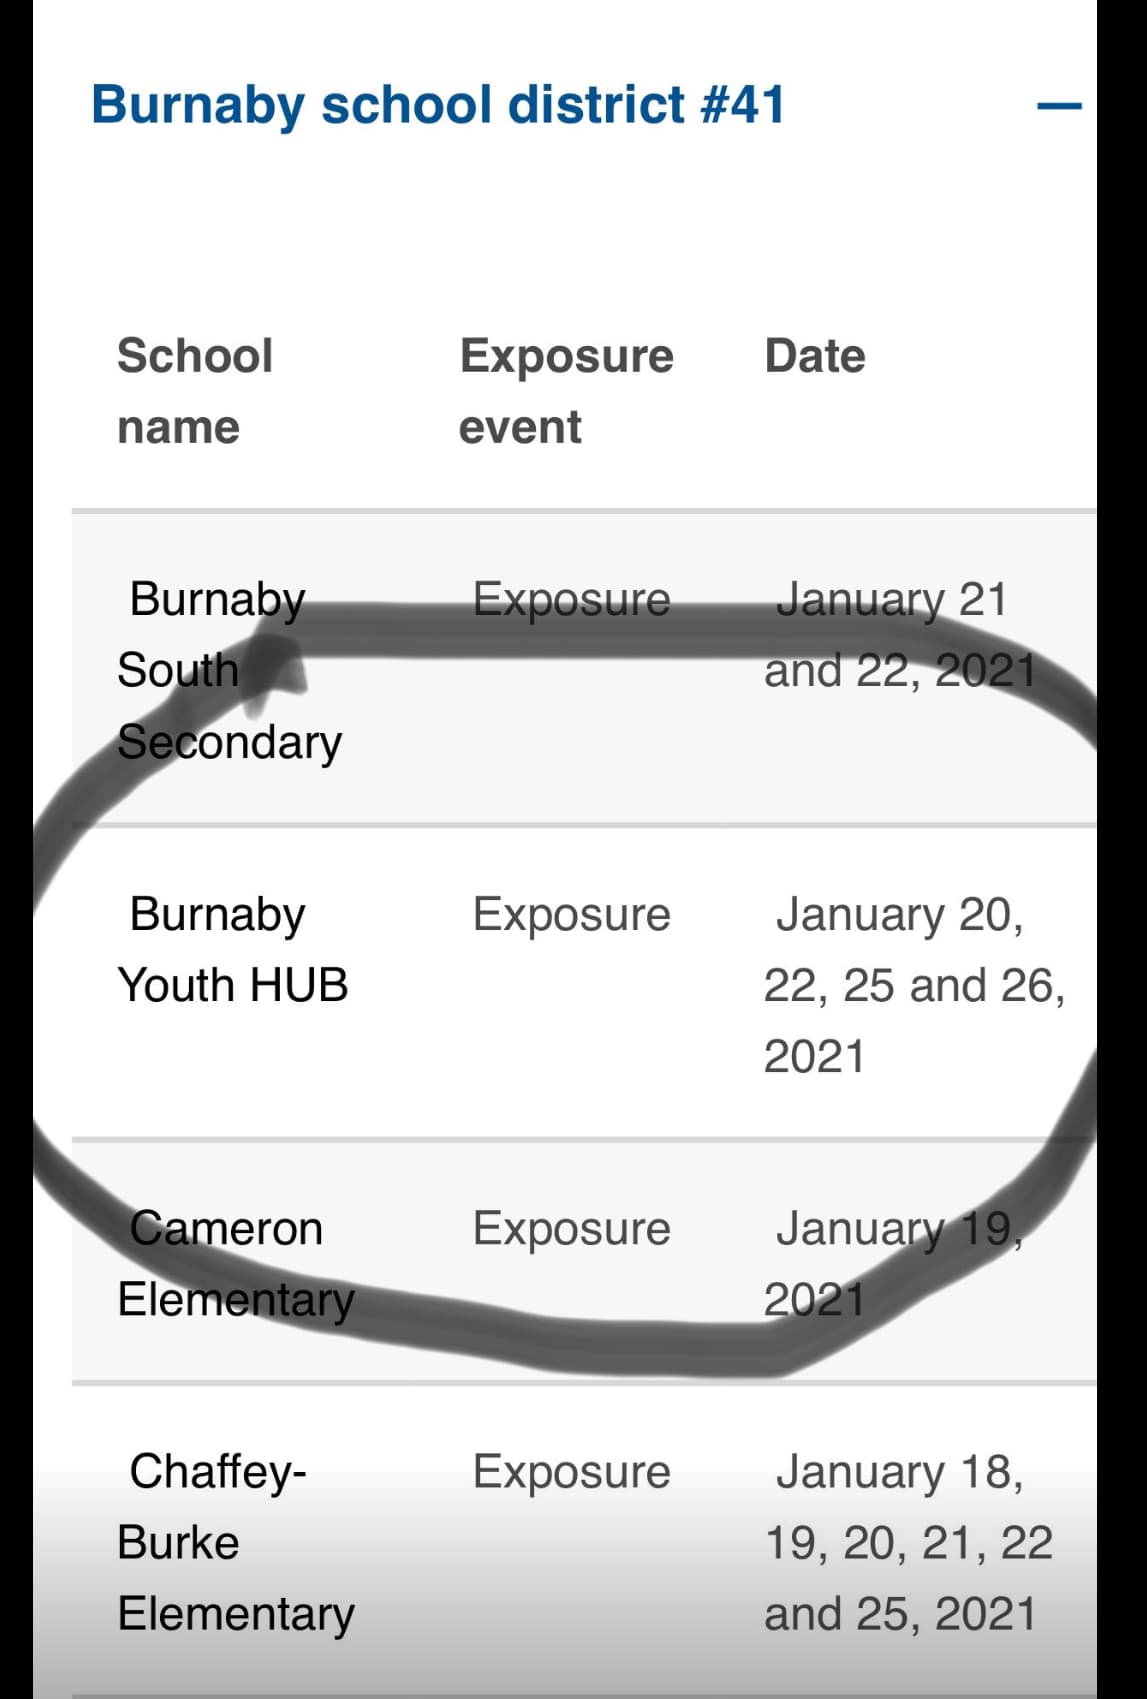 Burnaby school district #41
School Exposure Date
name event
Burnaby Exposure January 21
South and 22, 2021
Secondary
Burnaby Exposure January 20,
Youth HUB 22, 25 and 26,
2021
Cameron Exposure January 19,
Elementary 2021
Chaffey- Exposure January 18,
Burke 19, 20, 21, 22
Elementary and 25, 2021